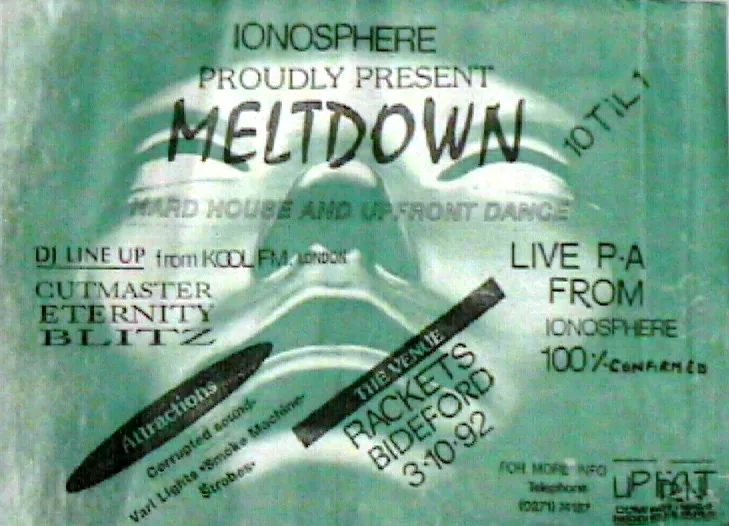 IONOSPHERE
PROUDLY PRESENT
MELTDOWN
10 TiL 1
HARD HOUSE AND UPFRONT DANCE
DJ LINE UP from KOOL FM. LONDON
CUTMASTER
ETERNITY
BLITZ
LIVE P·A
FROM
IONOSPHERE
100% CONFIRMED
THE VENUE
RACKETS
BIDEFORD
3·10·92
Attractions
Corrupted sound·
Vari Lights ·Smoke Machine·
Strobes·
FOR MORE INFO
Telephone